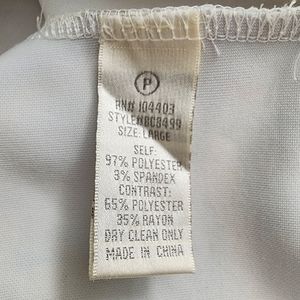 P
RN# 104403
STYLE#BC8499
SIZE: LARGE
SELF:
97% POLYESTER
3% SPANDEX
CONTRAST:
65% POLYESTER
35% RAYON
DRY CLEAN ONLY
MADE IN CHINA